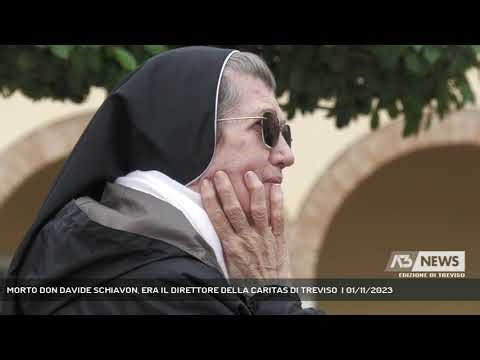 A3 NEWS
EDIZIONE DI TREVISO
MORTO DON DAVIDE SCHIAVON, ERA IL DIRETTORE DELLA CARITAS DI TREVISO | 01/11/2023